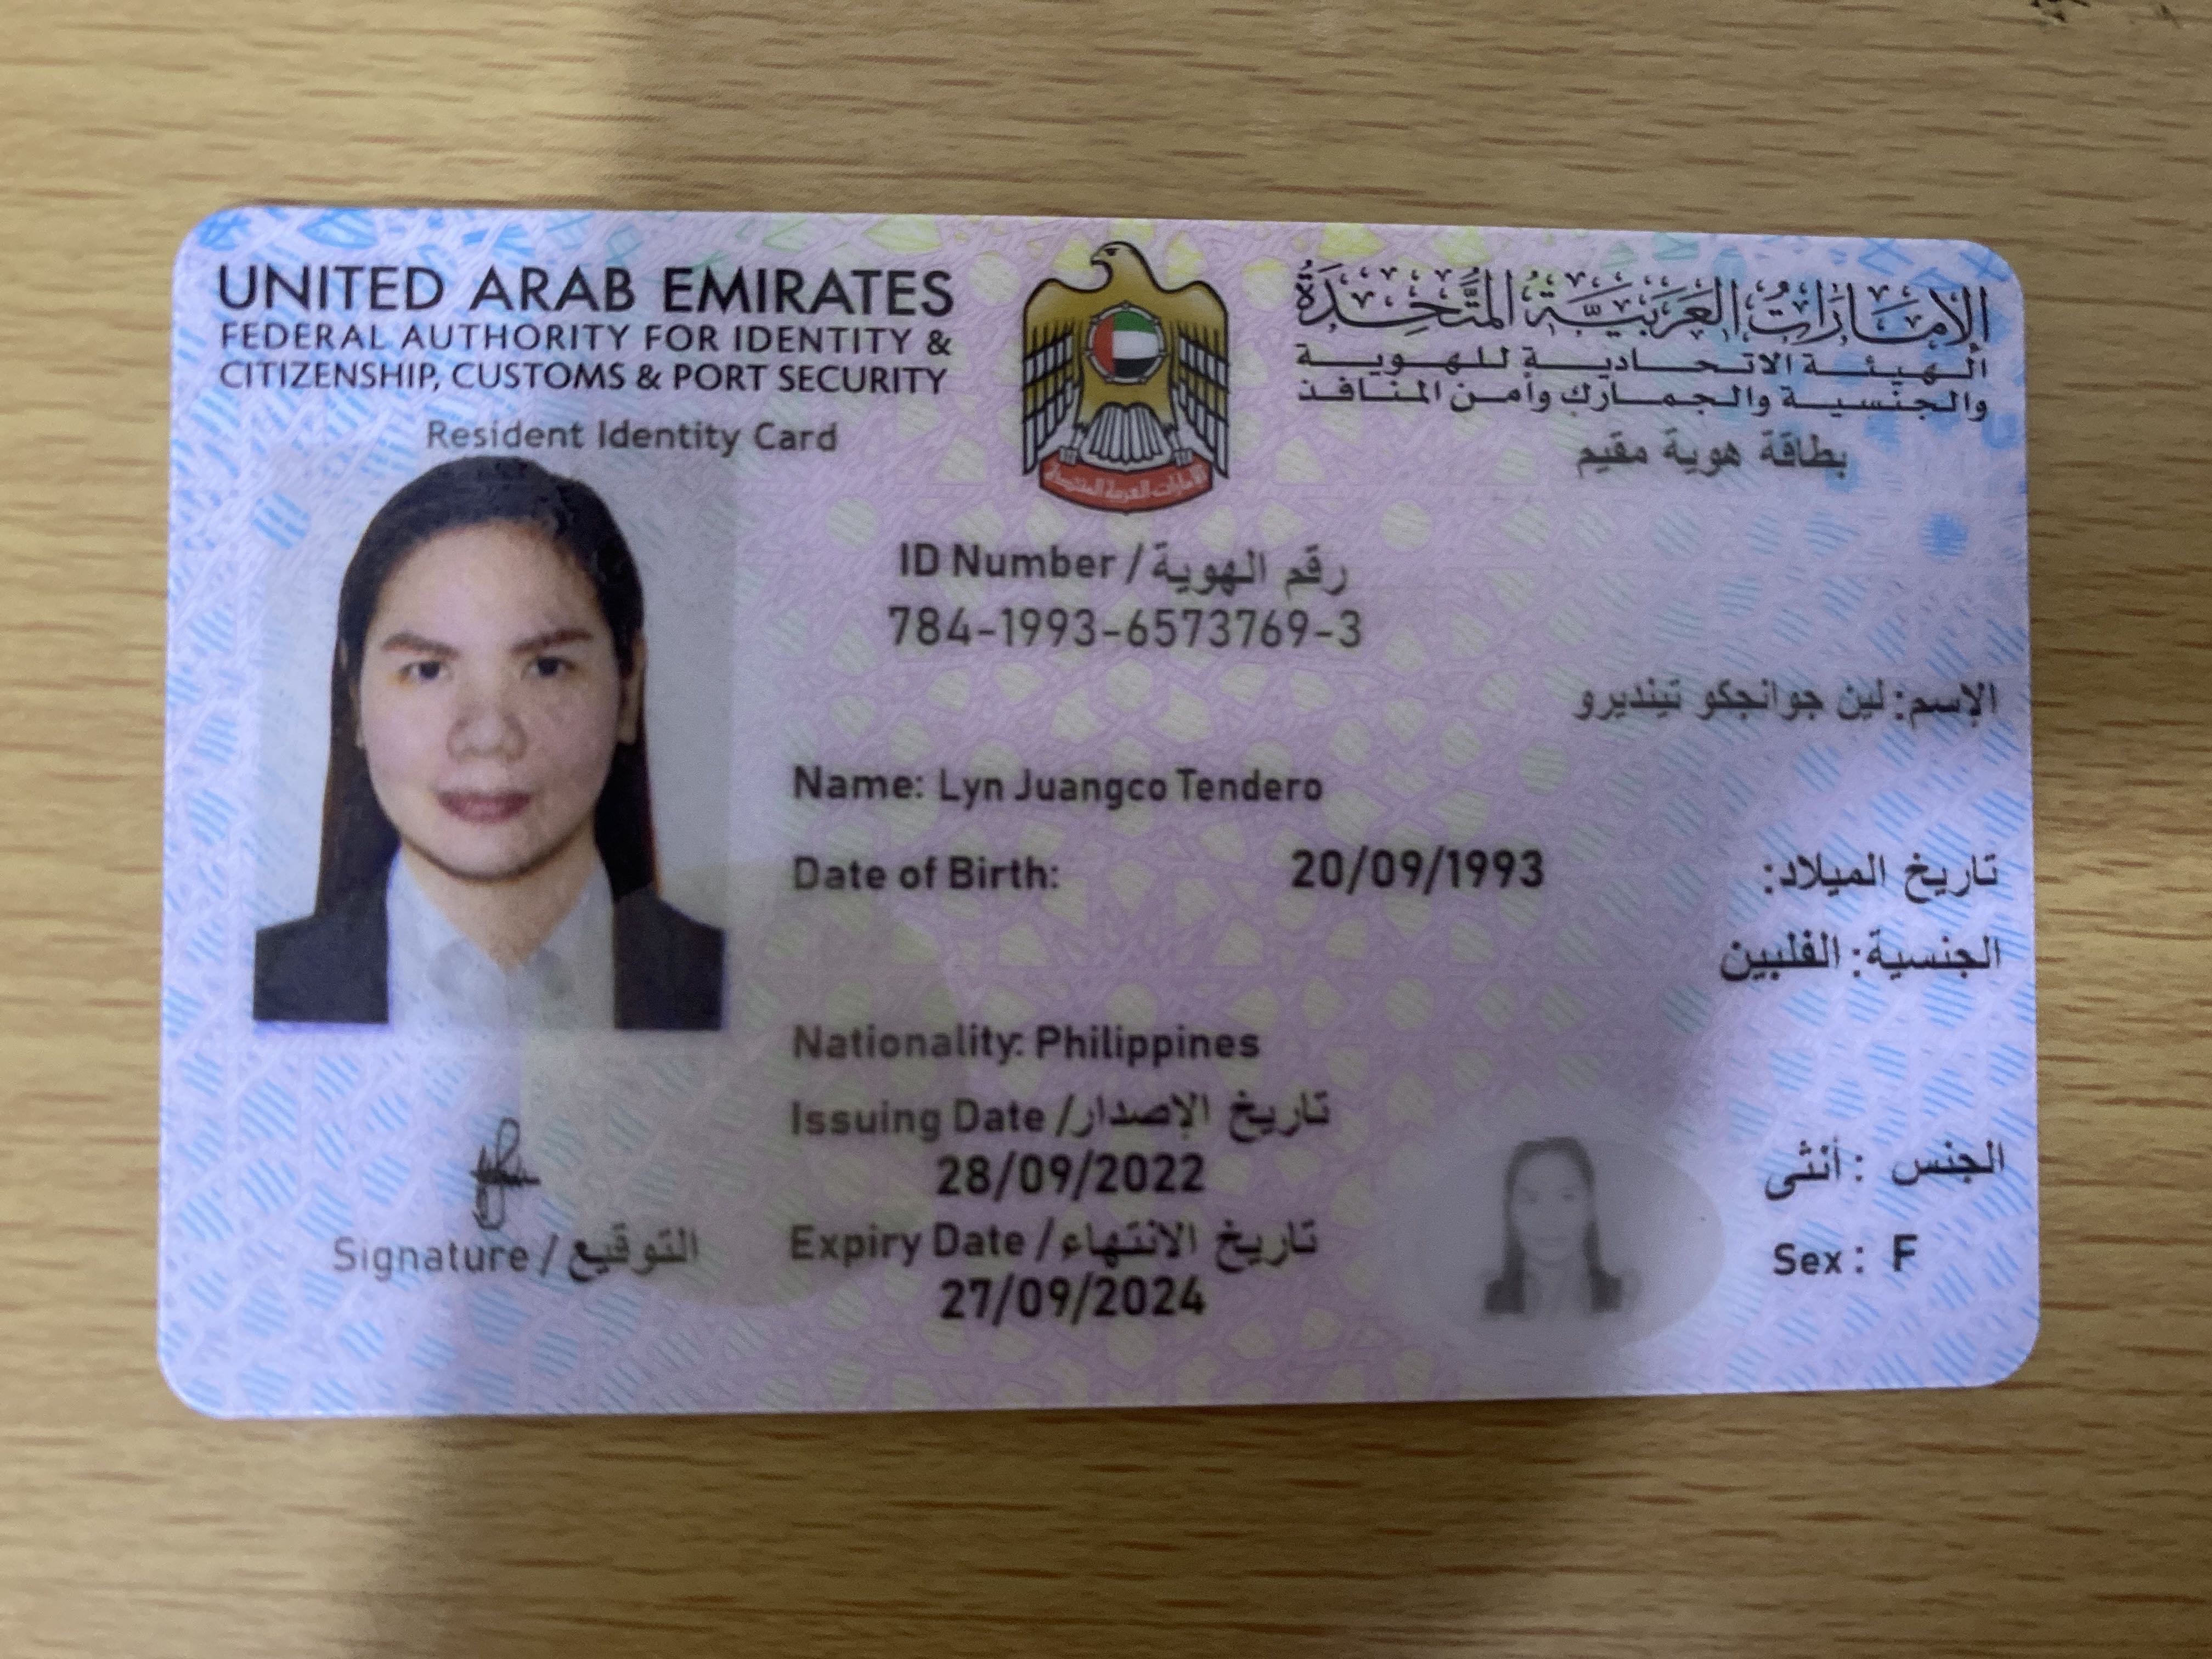 UNITED ARAB EMIRATES
FEDERAL AUTHORITY FOR IDENTITY &
CITIZENSHIP, CUSTOMS & PORT SECURITY
الإمارات العربية المتحدة
الهيئة الاتحادية للهوية
والجنسية والجمارك وأمن المنافذ
Resident Identity Card
بطاقة هوية مقيم
ID Number / رقم الهوية
784-1993-6573769-3
الإسم: لين جوانجكو تينديرو
Name: Lyn Juangco Tendero
Date of Birth: 20/09/1993 تاريخ الميلاد:
الجنسية: الفلبين
Nationality: Philippines
Issuing Date / تاريخ الإصدار
28/09/2022
الجنس : أنثى
Expiry Date / تاريخ الانتهاء
27/09/2024
Sex : F
Signature / التوقيع